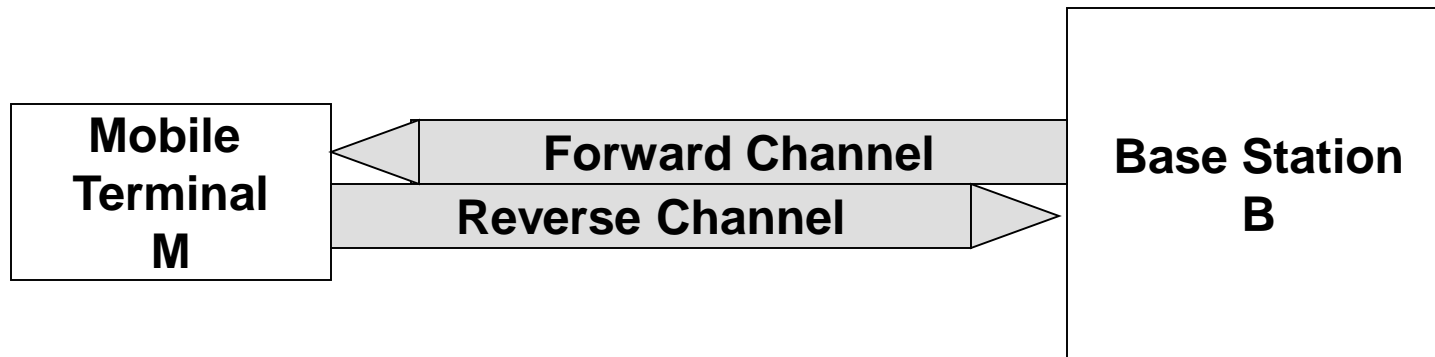 Mobile
Terminal
M
Forward Channel
Reverse Channel
Base Station
B